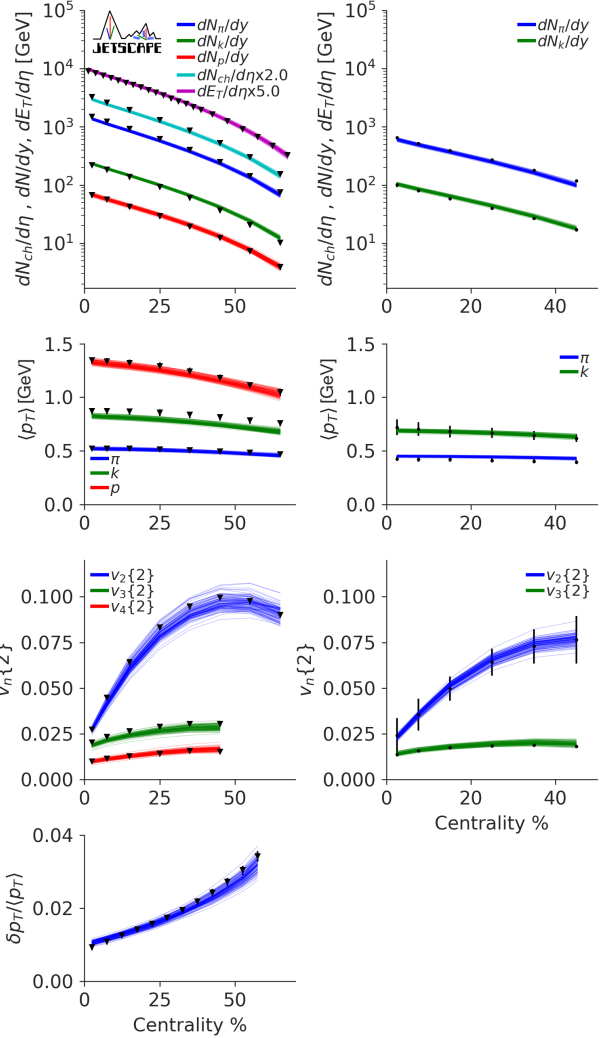 JETSCAPE
dN_π/dy
dN_k/dy
dN_p/dy
dN_ch/dη x2.0
dE_T/dη x5.0
dN_ch/dη , dN/dy, dE_T/dη [GeV]
10^5
10^4
10^3
10^2
10^1
0 25 50
dN_π/dy
dN_k/dy
dN_ch/dη , dN/dy, dE_T/dη [GeV]
10^5
10^4
10^3
10^2
10^1
0 20 40
⟨p_T⟩ [GeV]
1.5
1.0
0.5
0.0
π
k
p
0 25 50
⟨p_T⟩ [GeV]
1.5
1.0
0.5
0.0
π
k
0 20 40
v_n{2}
0.100
0.075
0.050
0.025
0.000
v_2{2}
v_3{2}
v_4{2}
0 25 50
v_n{2}
0.100
0.075
0.050
0.025
0.000
v_2{2}
v_3{2}
0 20 40
Centrality %
δp_T/⟨p_T⟩
0.04
0.02
0.00
0 25 50
Centrality %